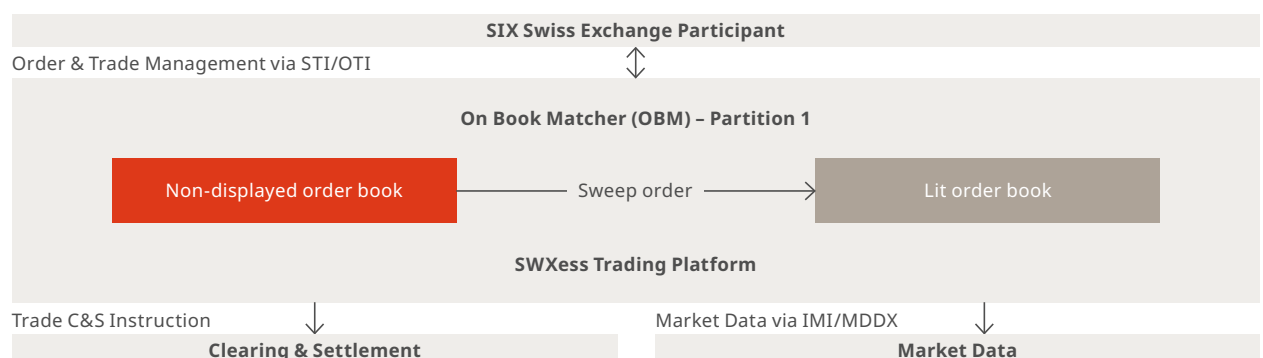 SIX Swiss Exchange Participant
Order & Trade Management via STI/OTI
On Book Matcher (OBM) – Partition 1
Non-displayed order book
Sweep order
Lit order book
SWXess Trading Platform
Trade C&S Instruction
Market Data via IMI/MDDX
Clearing & Settlement
Market Data